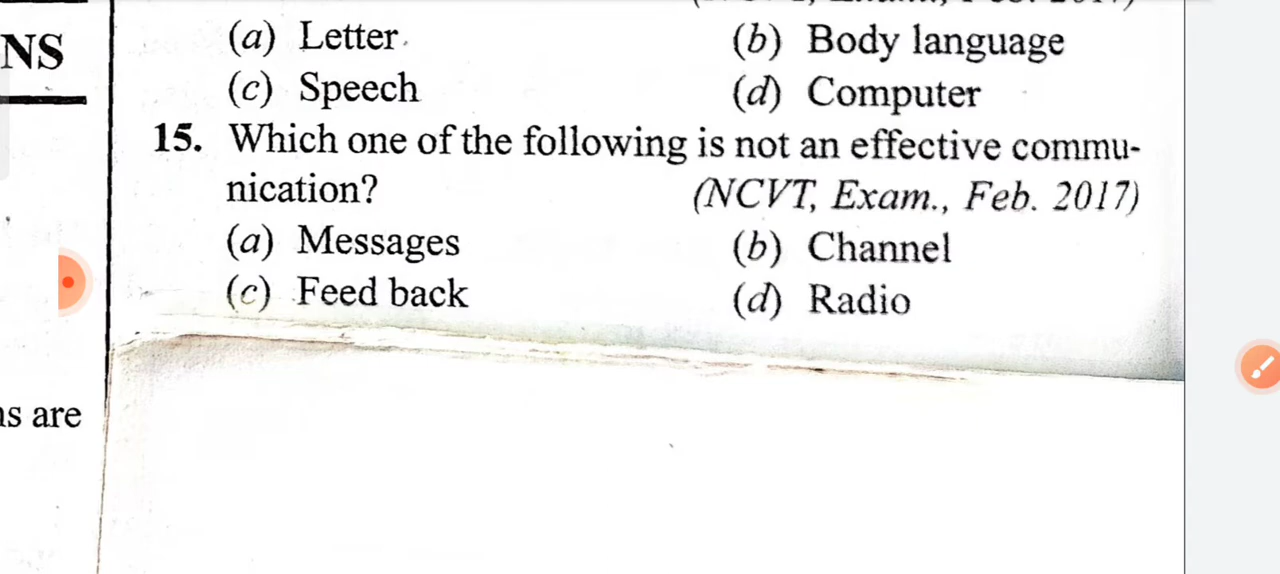 NS
(a) Letter
(b) Body language
(c) Speech
(d) Computer
15. Which one of the following is not an effective commu-
nication?
(NCVT, Exam., Feb. 2017)
(a) Messages
(b) Channel
(c) Feed back
(d) Radio
are